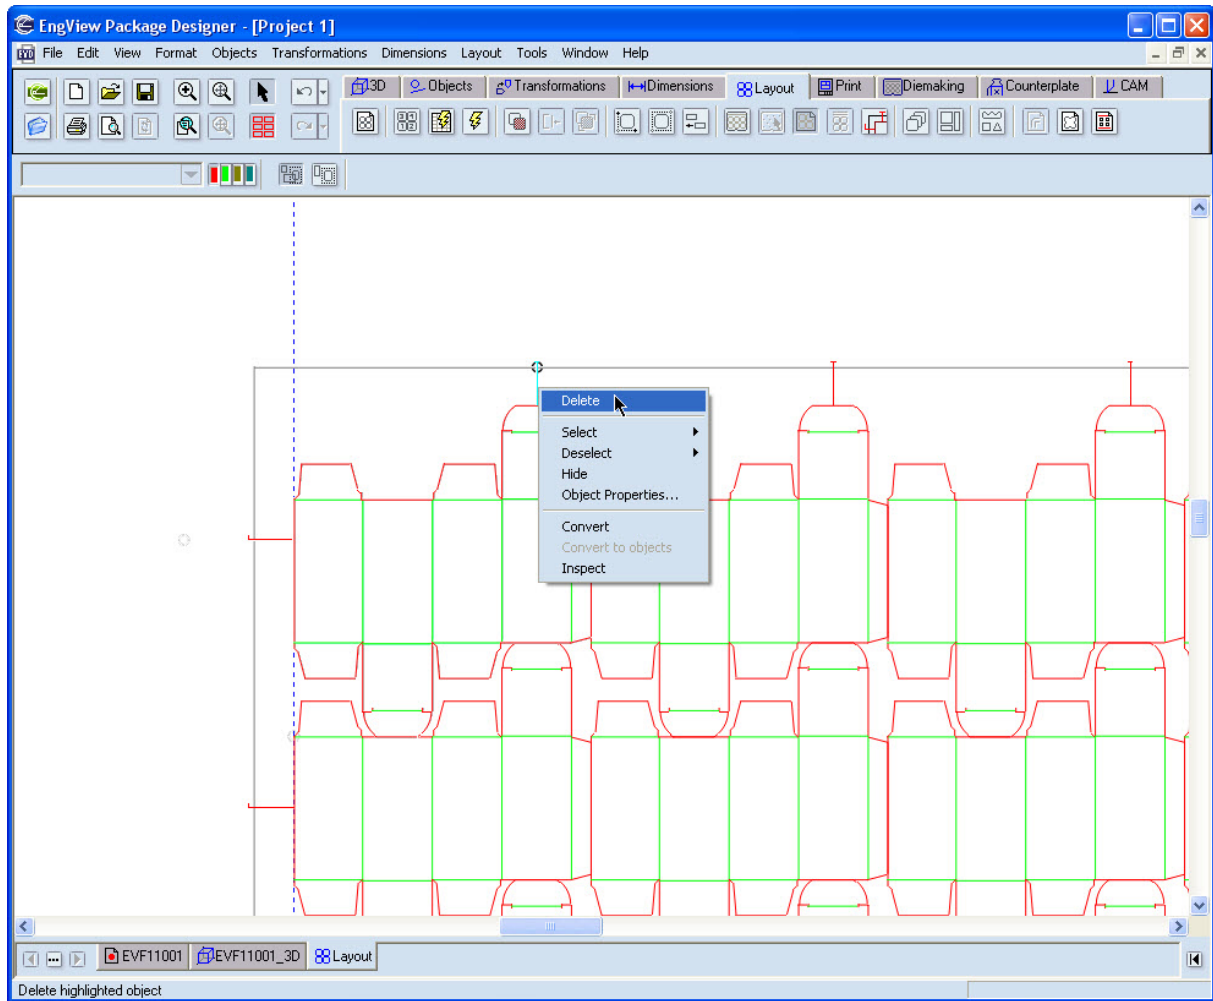 EngView Package Designer - [Project 1]
File Edit View Format Objects Transformations Dimensions Layout Tools Window Help
3D Objects Transformations Dimensions Layout Print Diemaking Counterplate CAM
Delete
Select
Deselect
Hide
Object Properties...
Convert
Convert to objects
Inspect
EVF11001 EVF11001_3D Layout
Delete highlighted object